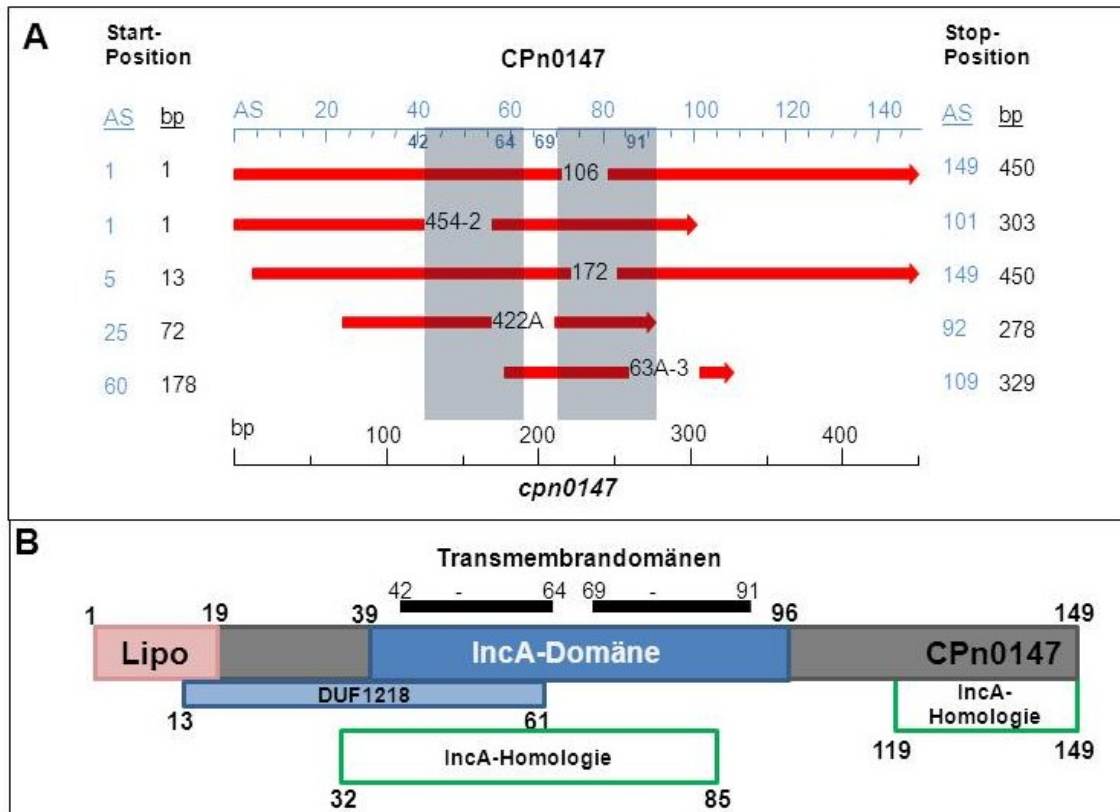 A
Start-
Position
CPn0147
Stop-
Position
AS bp
AS 20 40 60 80 100 120 140
AS bp
42 64 69 91
1 1 106 149 450
1 1 454-2 101 303
5 13 172 149 450
25 72 422A 92 278
60 178 63A-3 109 329
bp 100 200 300 400
cpn0147
B
Transmembrandomänen
42 - 64 69 - 91
1 19 39 96 149
Lipo IncA-Domäne CPn0147
DUF1218
13 61
IncA-
Homologie
119 149
IncA-Homologie
32 85